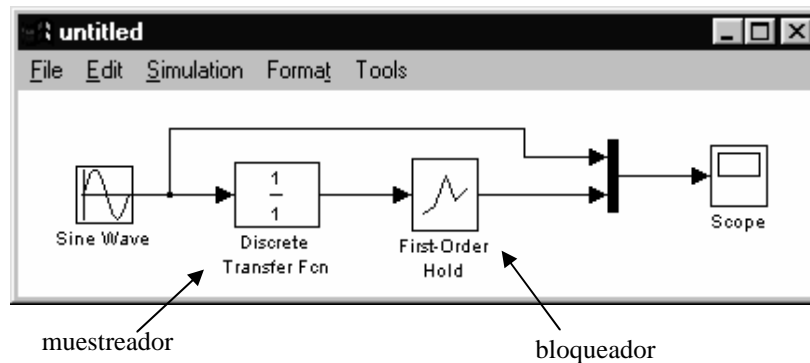 untitled
File Edit Simulation Format Tools
1
1
Sine Wave
Discrete
Transfer Fcn
First-Order
Hold
Scope
muestreador
bloqueador